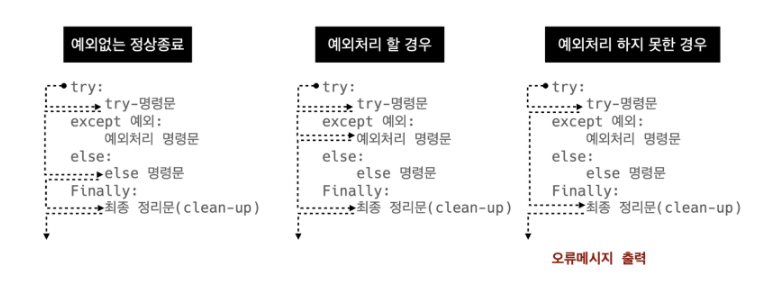 예외없는 정상종료
try:
try-명령문
except 예외:
예외처리 명령문
else:
else 명령문
Finally:
최종 정리문(clean-up)
예외처리 할 경우
try:
try-명령문
except 예외:
예외처리 명령문
else:
else 명령문
Finally:
최종 정리문(clean-up)
예외처리 하지 못한 경우
try:
try-명령문
except 예외:
예외처리 명령문
else:
else 명령문
Finally:
최종 정리문(clean-up)
오류메시지 출력